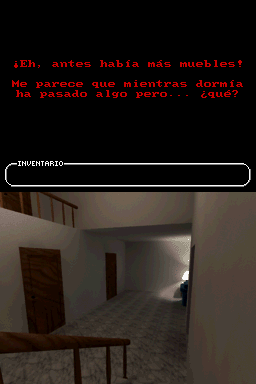 ¡Eh, antes había más muebles!
Me parece que mientras dormía
ha pasado algo pero... ¿qué?
INVENTARIO